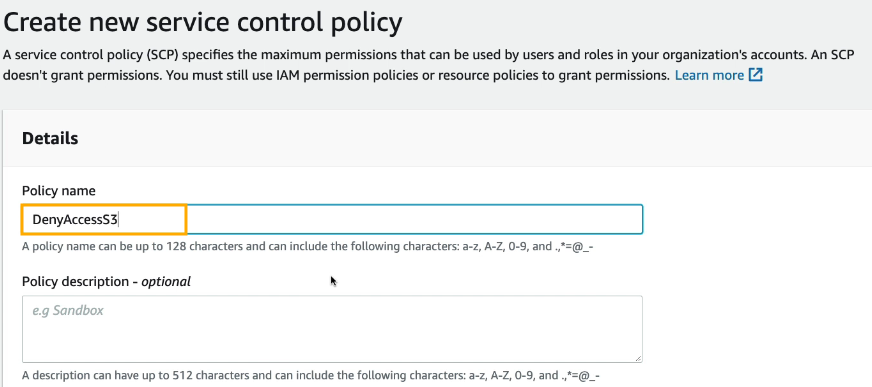 Create new service control policy
A service control policy (SCP) specifies the maximum permissions that can be used by users and roles in your organization's accounts. An SCP
doesn't grant permissions. You must still use IAM permission policies or resource policies to grant permissions. Learn more
Details
Policy name
DenyAccessS3
A policy name can be up to 128 characters and can include the following characters: a-z, A-Z, 0-9, and .,*=@_-
Policy description - optional
e.g Sandbox
A description can have up to 512 characters and can include the following characters: a-z, A-Z, 0-9, and .,*=@_-